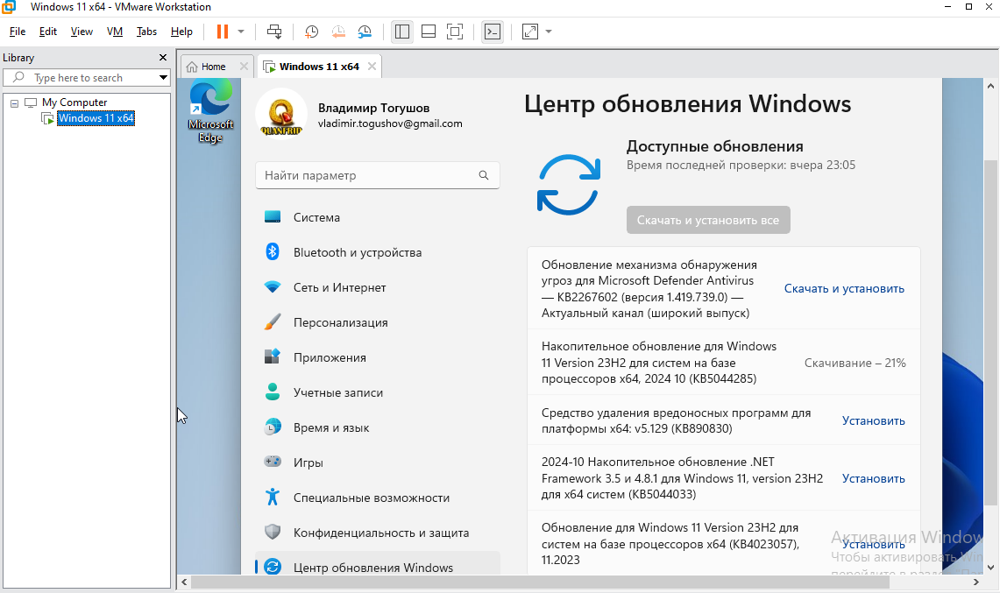 Windows 11 x64 - VMware Workstation
File Edit View VM Tabs Help
Library
Type here to search
My Computer
Windows 11 x64
Home
Windows 11 x64
Microsoft
Edge
QUANTRID
Владимир Тогушов
vladimir.togushov@gmail.com
Найти параметр
Система
Bluetooth и устройства
Сеть и Интернет
Персонализация
Приложения
Учетные записи
Время и язык
Игры
Специальные возможности
Конфиденциальность и защита
Центр обновления Windows
Центр обновления Windows
Доступные обновления
Время последней проверки: вчера 23:05
Скачать и установить все
Обновление механизма обнаружения
угроз для Microsoft Defender Antivirus
— KB2267602 (версия 1.419.739.0) —
Актуальный канал (широкий выпуск)
Скачать и установить
Накопительное обновление для Windows
11 Version 23H2 для систем на базе
процессоров x64, 2024 10 (KB5044285)
Скачивание – 21%
Средство удаления вредоносных программ для
платформы x64: v5.129 (KB890830)
Установить
2024-10 Накопительное обновление .NET
Framework 3.5 и 4.8.1 для Windows 11, version 23H2
для x64 систем (KB5044033)
Установить
Обновление для Windows 11 Version 23H2 для
систем на базе процессоров x64 (KB4023057),
11.2023
Установить
Активация Window
Чтобы активировать Win
перейдите в раздел "Пар